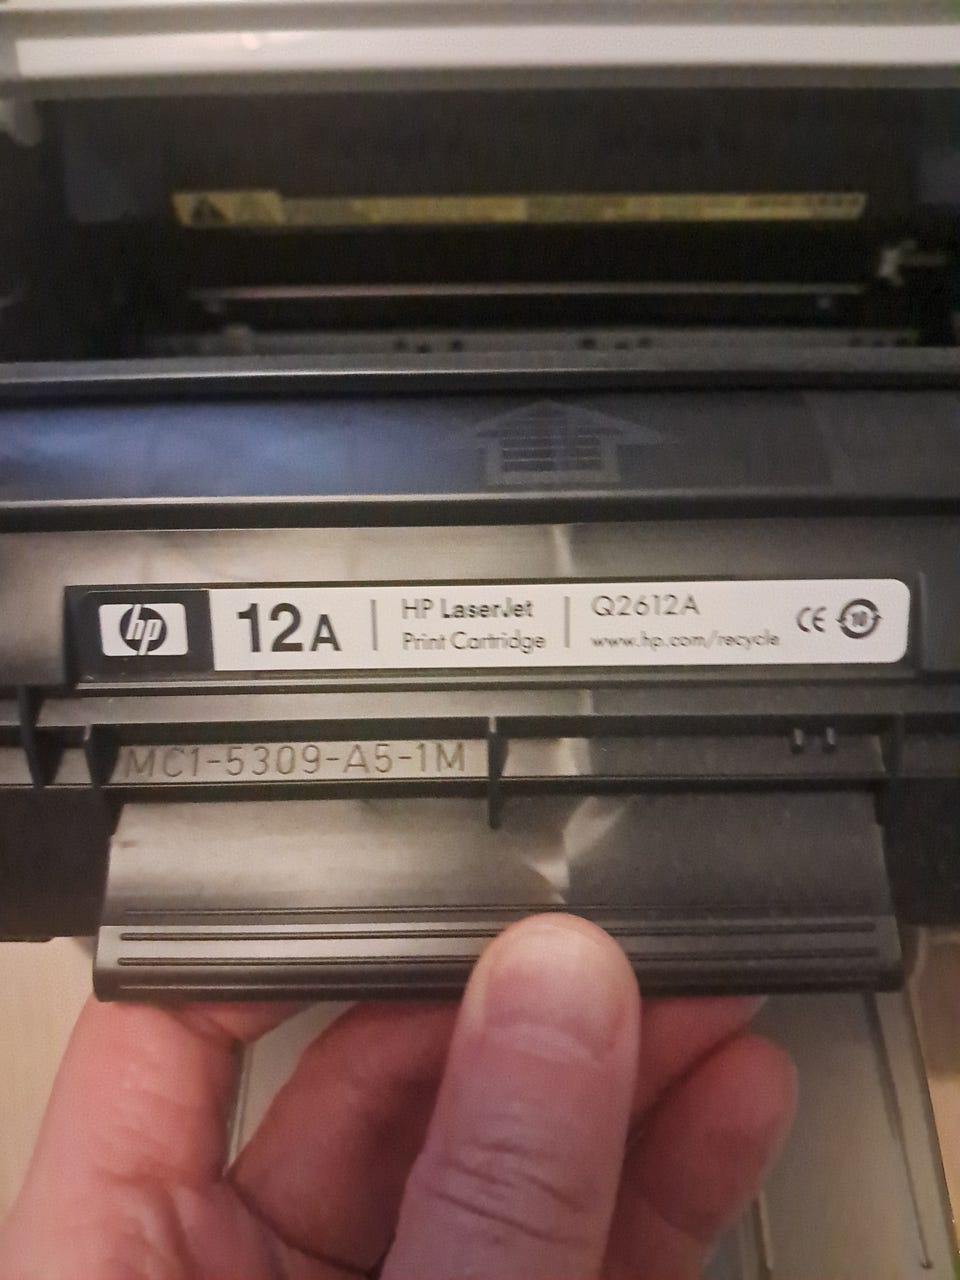 hp 12A HP LaserJet Q2612A CE 10
Print Cartridge www.hp.com/recycle
MC1-5309-A5-1M